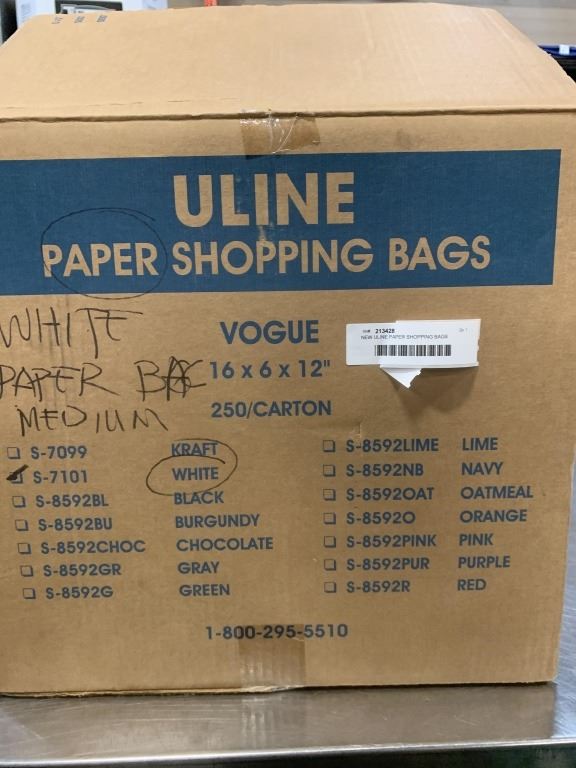 ULINE
PAPER SHOPPING BAGS
WHITE
PAPER BAG
MEDIUM
VOGUE
16 x 6 x 12"
250/CARTON
213428
NEW ULINE PAPER SHOPPING BAGS
S-7099 KRAFT
S-7101 WHITE
S-8592BL BLACK
S-8592BU BURGUNDY
S-8592CHOC CHOCOLATE
S-8592GR GRAY
S-8592G GREEN
S-8592LIME LIME
S-8592NB NAVY
S-8592OAT OATMEAL
S-8592O ORANGE
S-8592PINK PINK
S-8592PUR PURPLE
S-8592R RED
1-800-295-5510